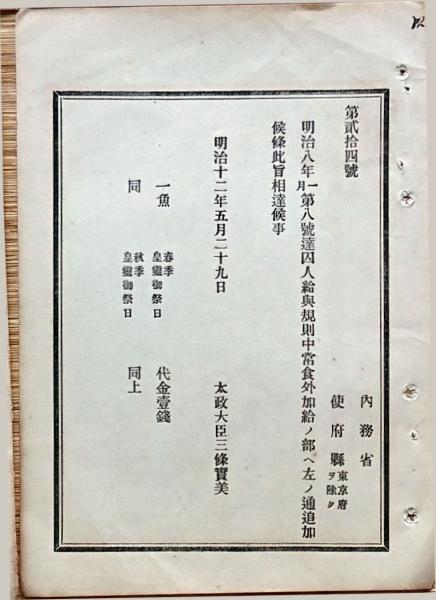 第貳拾四號
內務省
使府縣東京府ヲ除ク
明治八年一月第八號達囚人給與規則中常食外加給ノ部ヘ左ノ通追加
候條此旨相達候事
明治十二年五月二十九日 太政大臣三條實美
一魚 春季皇靈御祭日 代金壹錢
同 秋季皇靈御祭日 同上